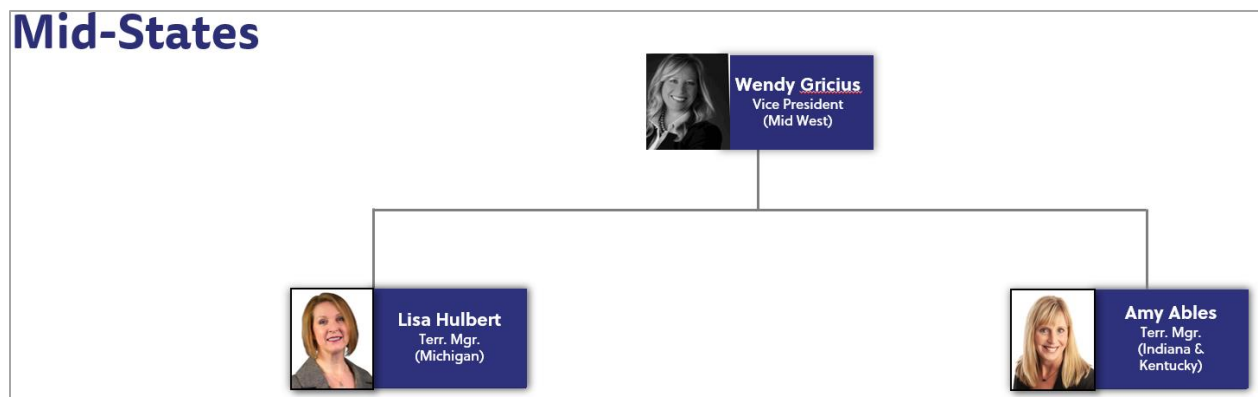 Mid-States
Wendy Gricius
Vice President
(Mid West)
Lisa Hulbert
Terr. Mgr.
(Michigan)
Amy Ables
Terr. Mgr.
(Indiana &
Kentucky)